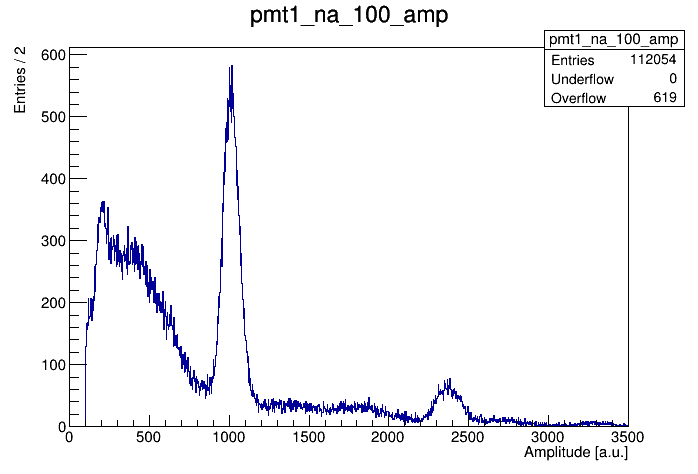 pmt1_na_100_amp
pmt1_na_100_amp
Entries 112054
Underflow 0
Overflow 619
Entries / 2
600
500
400
300
200
100
0
0 500 1000 1500 2000 2500 3000 3500
Amplitude [a.u.]